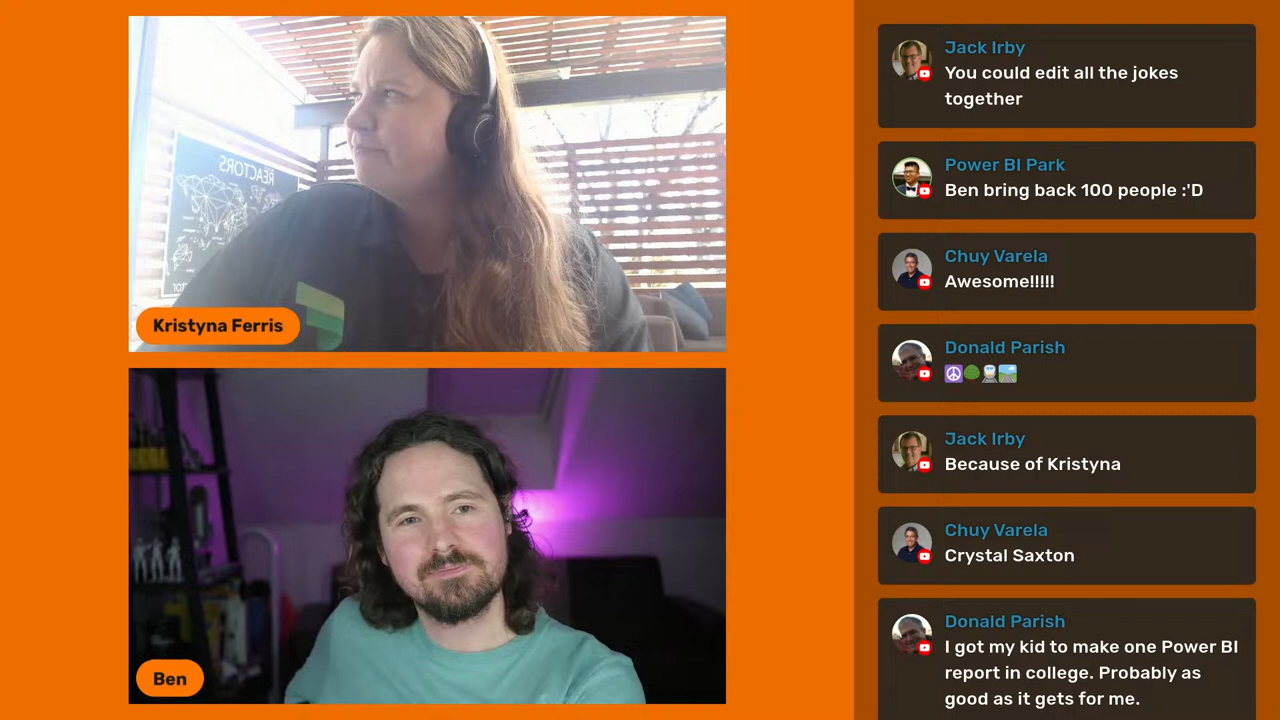 REACTORS
Kristyna Ferris
Ben
Jack Irby
You could edit all the jokes
together
Power BI Park
Ben bring back 100 people :'D
Chuy Varela
Awesome!!!!!
Donald Parish
☮️🌳🚆🏞️
Jack Irby
Because of Kristyna
Chuy Varela
Crystal Saxton
Donald Parish
I got my kid to make one Power BI
report in college. Probably as
good as it gets for me.